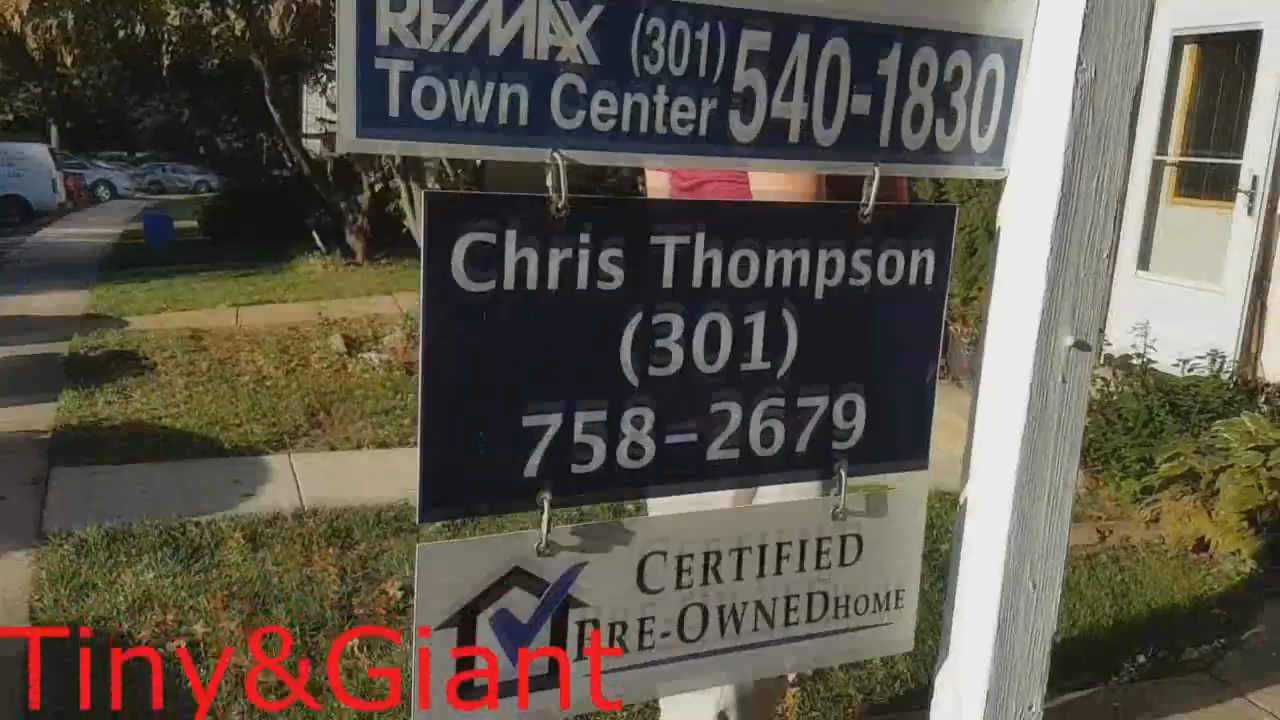 RE/MAX (301) 540-1830
Town Center
Chris Thompson
(301)
758-2679
CERTIFIED
PRE-OWNED HOME
Tiny&Giant